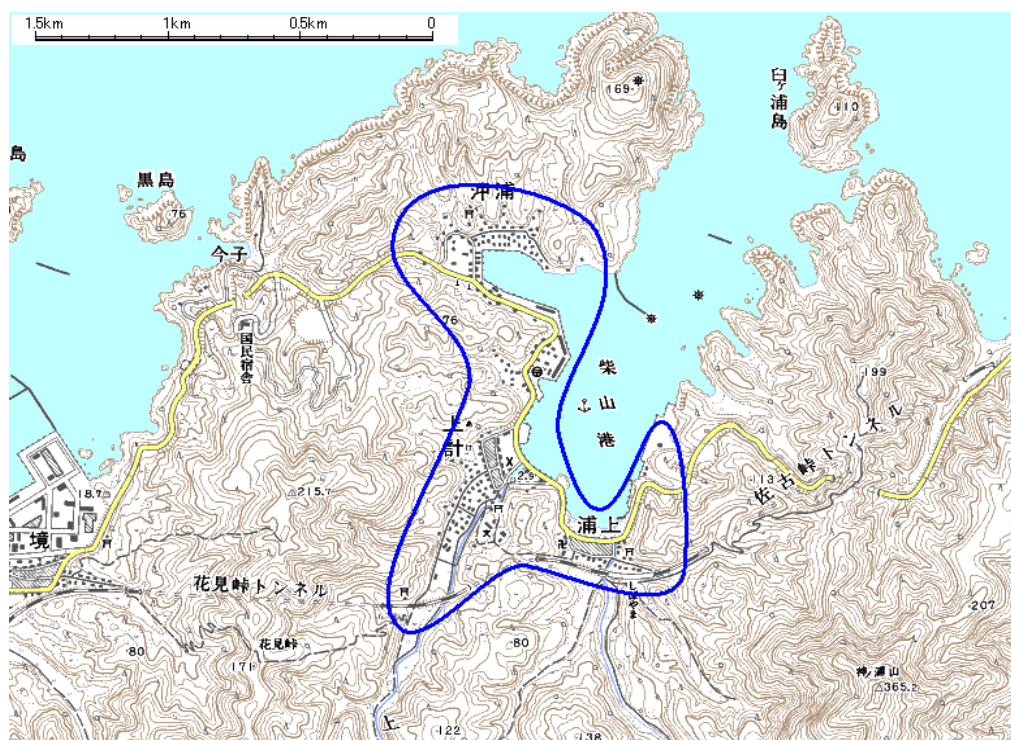 1.5km 1km 0.5km 0
169
臼ヶ浦島
110
島
黒島
76
沖浦
今子
国民宿舎
76
柴山港
199
上計
あけ
佐古峠トンネル
113
2.9
△215.7
18.7
境
浦上
花見峠トンネル
しばやま
花見峠
80
171
80
207
神ノ浦山
△365.2
上
122
138